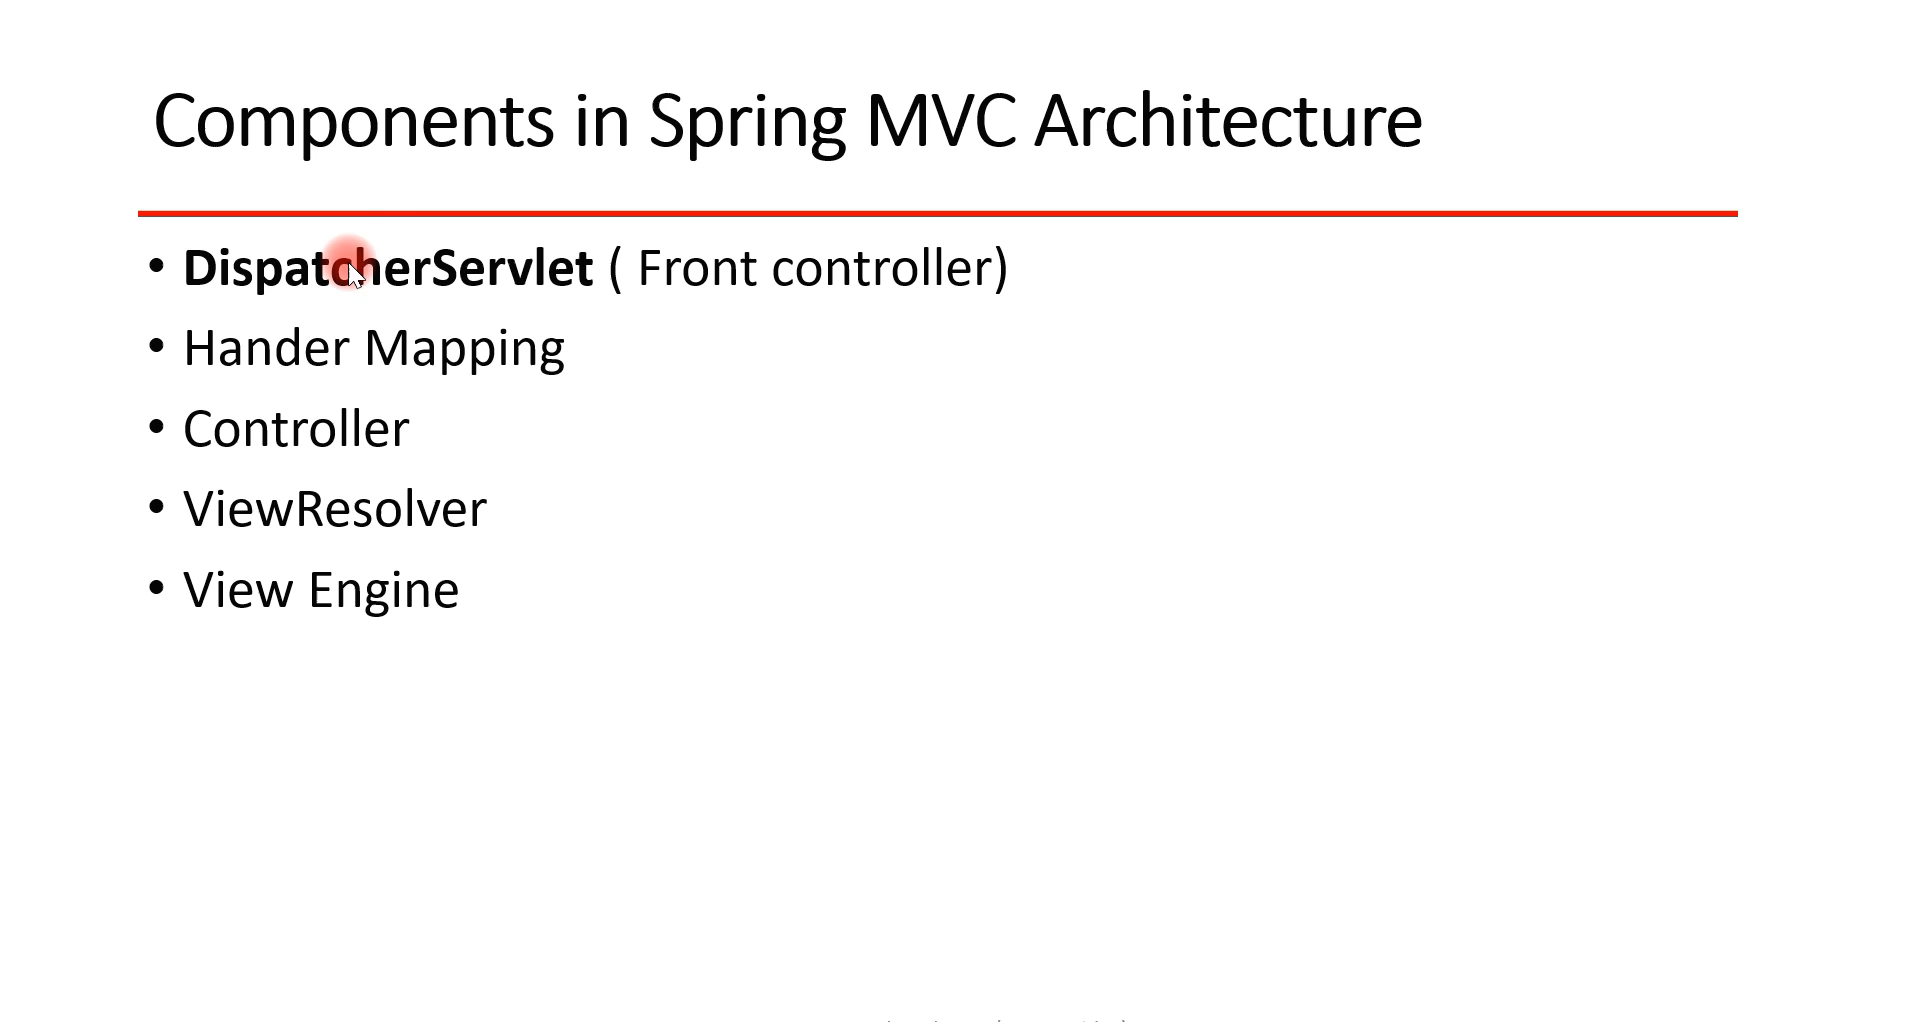 Components in Spring MVC Architecture
• DispatcherServlet ( Front controller)
• Hander Mapping
• Controller
• ViewResolver
• View Engine